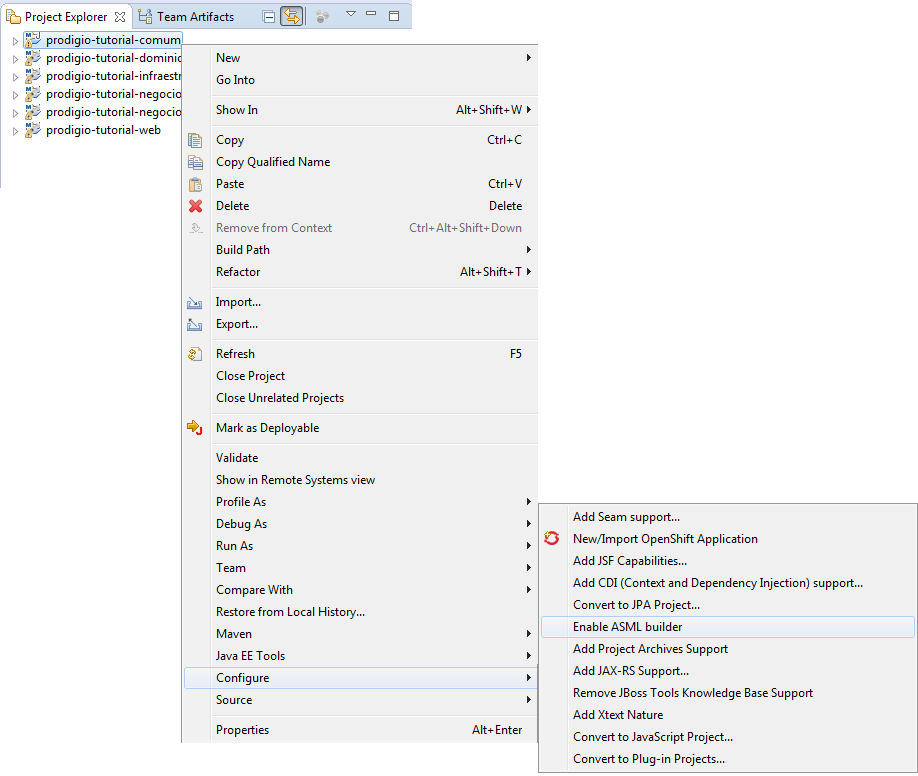 Project Explorer Team Artifacts
prodigio-tutorial-comum
prodigio-tutorial-dominio
prodigio-tutorial-infraestr
prodigio-tutorial-negocio
prodigio-tutorial-negocio
prodigio-tutorial-web
New
Go Into
Show In Alt+Shift+W
Copy Ctrl+C
Copy Qualified Name
Paste Ctrl+V
Delete Delete
Remove from Context Ctrl+Alt+Shift+Down
Build Path
Refactor Alt+Shift+T
Import...
Export...
Refresh F5
Close Project
Close Unrelated Projects
Mark as Deployable
Validate
Show in Remote Systems view
Profile As
Debug As
Run As
Team
Compare With
Restore from Local History...
Maven
Java EE Tools
Configure
Source
Properties Alt+Enter
Add Seam support...
New/Import OpenShift Application
Add JSF Capabilities...
Add CDI (Context and Dependency Injection) support...
Convert to JPA Project...
Enable ASML builder
Add Project Archives Support
Add JAX-RS Support...
Remove JBoss Tools Knowledge Base Support
Add Xtext Nature
Convert to JavaScript Project...
Convert to Plug-in Projects...